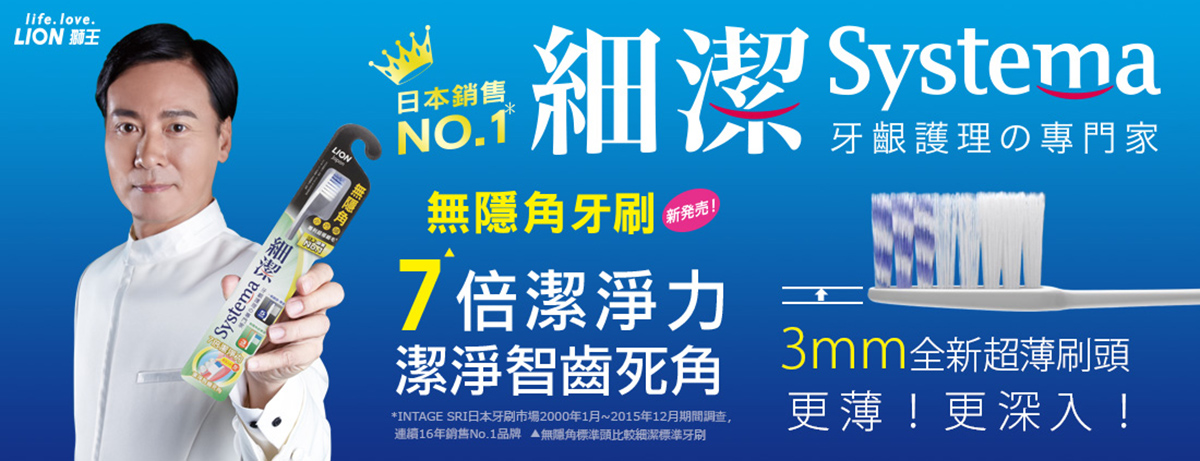 life.love.
LION 獅王
日本銷售
NO.1*
細潔 Systema
牙齦護理の專門家
LION
Japan
無隱角
細潔
Systema
無隱角牙刷 新発売!
7▲倍潔淨力
潔淨智齒死角
*INTAGE SRI日本牙刷市場2000年1月~2015年12月期間調查,
連續16年銷售No.1品牌 ▲無隱角標準頭比較細潔標準牙刷
3mm全新超薄刷頭
更薄!更深入!